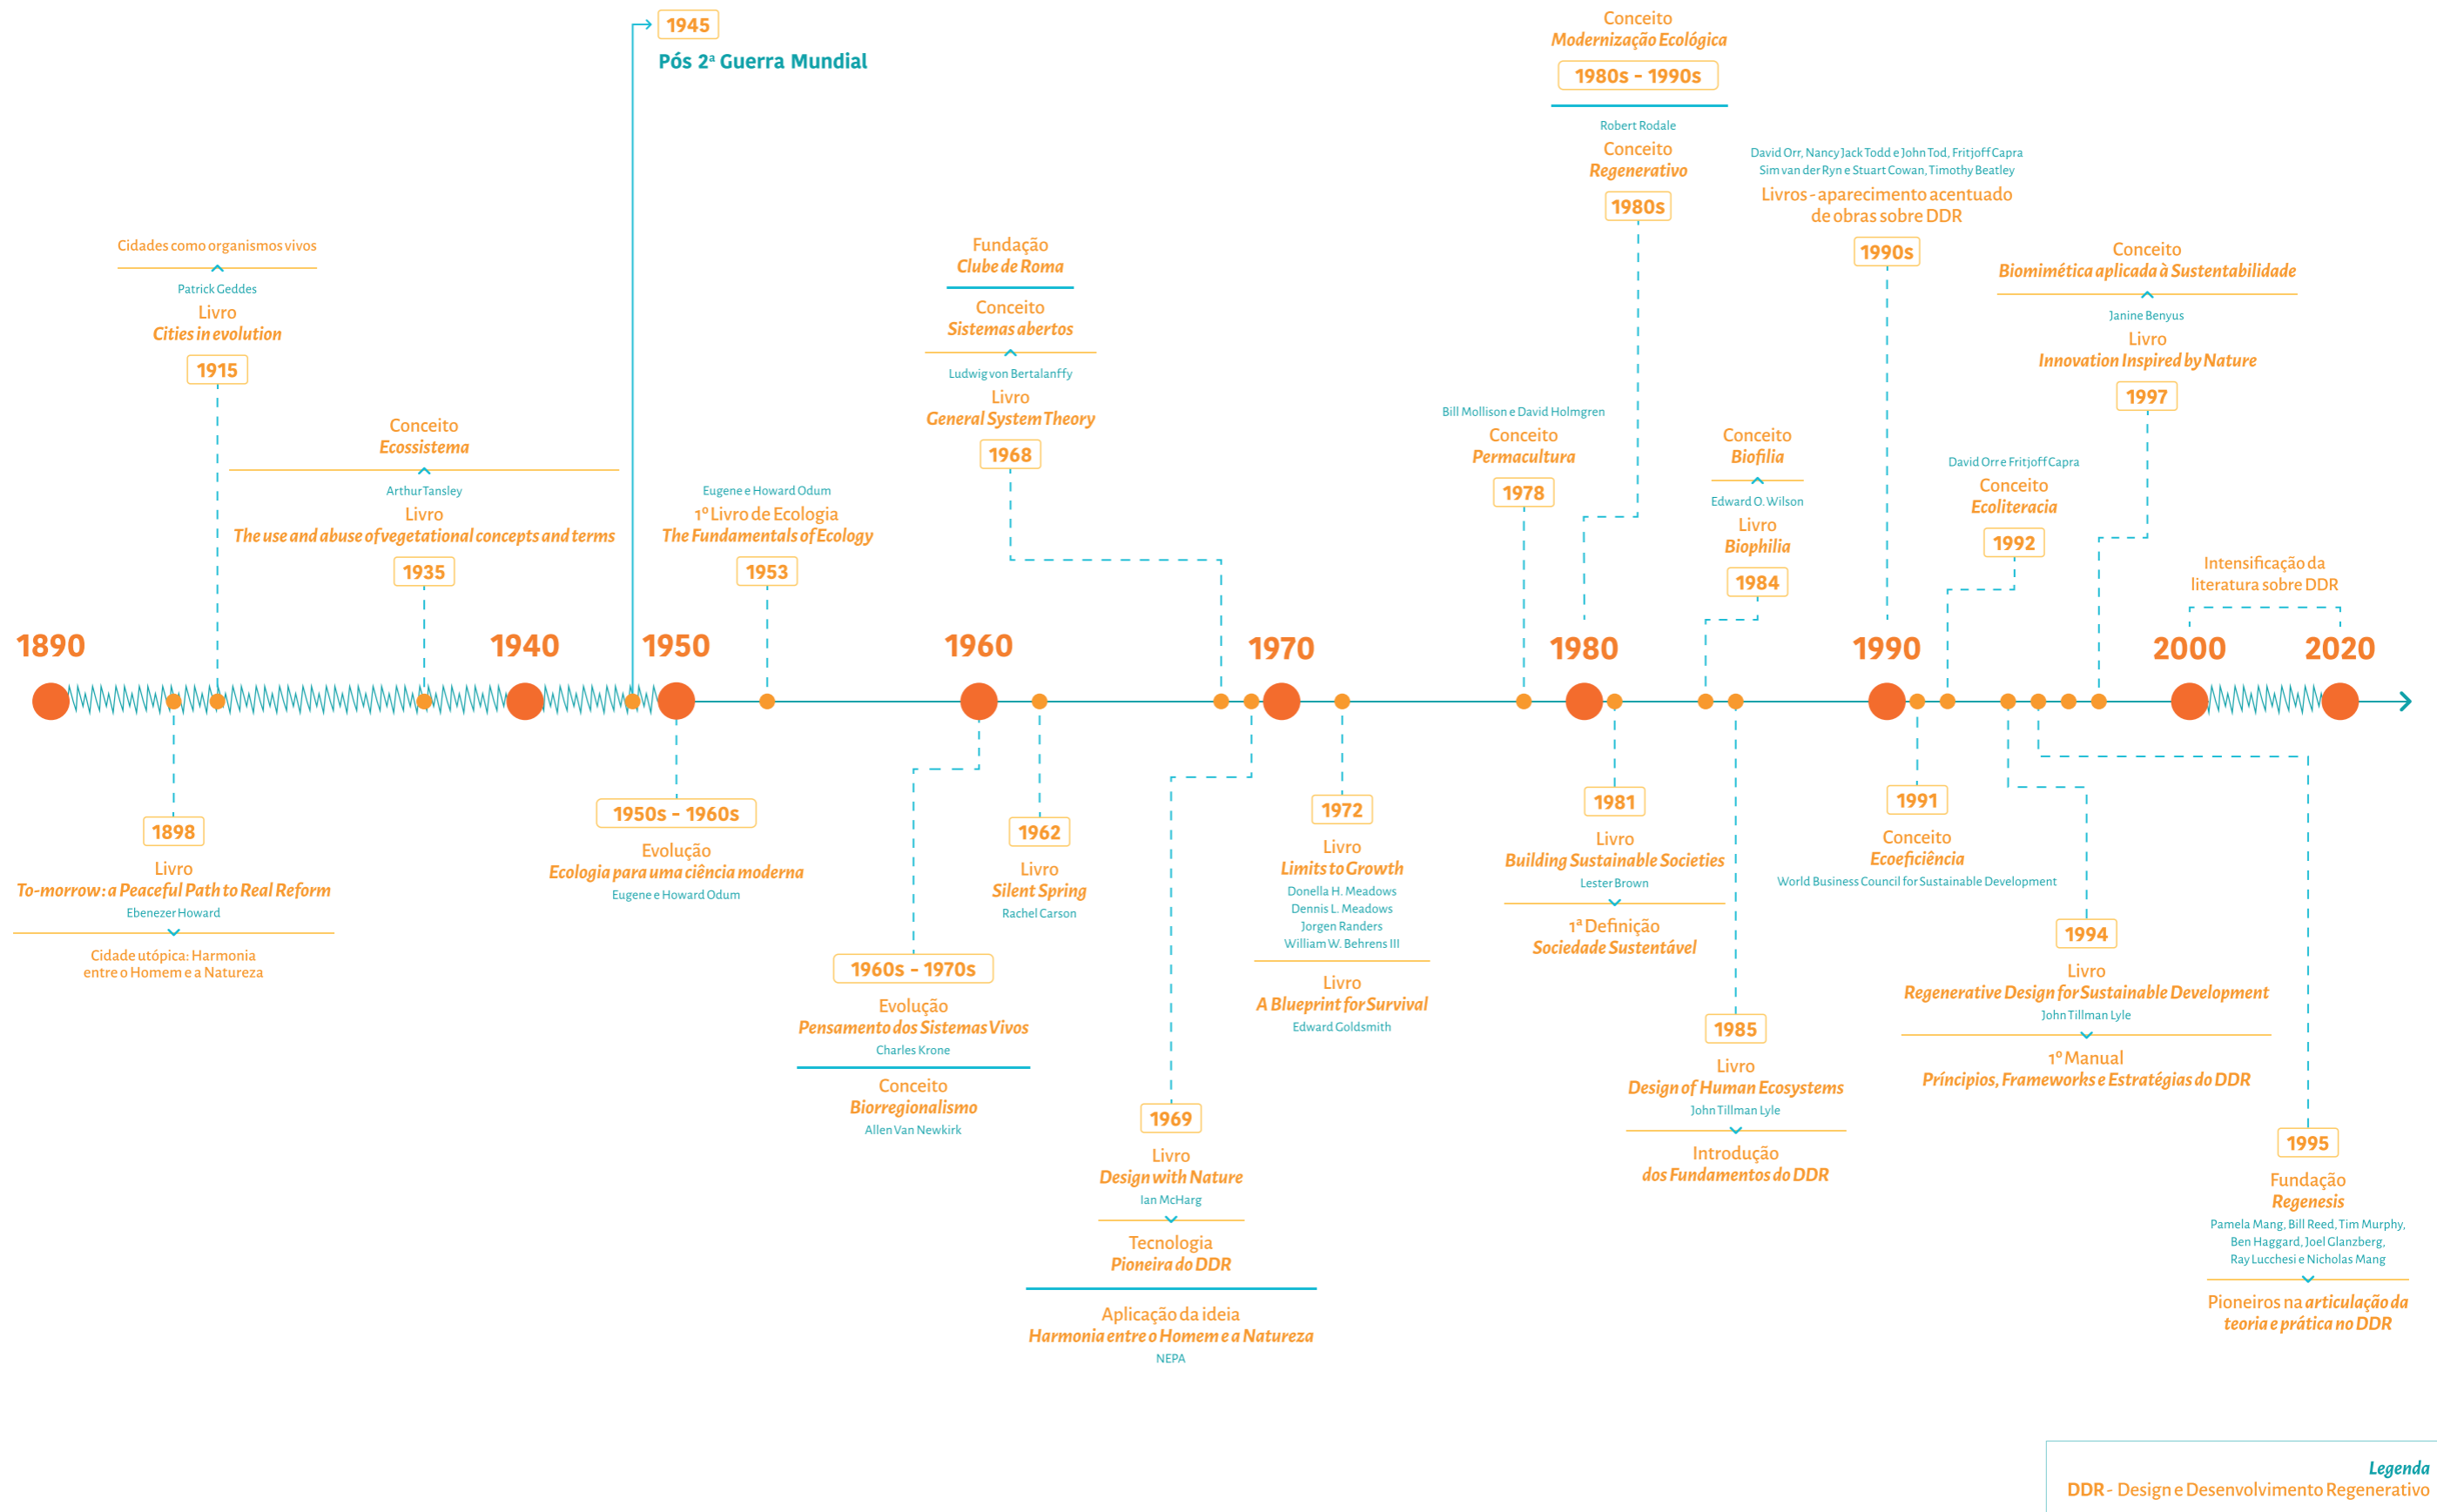 1945
Pós 2ª Guerra Mundial
Conceito
Modernização Ecológica
1980s - 1990s
Robert Rodale
Conceito
Regenerativo
1980s
David Orr, Nancy Jack Todd e John Tod, Fritjoff Capra
Sim van der Ryn e Stuart Cowan, Timothy Beatley
Livros - aparecimento acentuado
de obras sobre DDR
1990s
Cidades como organismos vivos
Patrick Geddes
Livro
Cities in evolution
1915
Conceito
Ecossistema
Arthur Tansley
Livro
The use and abuse of vegetational concepts and terms
1935
Eugene e Howard Odum
1º Livro de Ecologia
The Fundamentals of Ecology
1953
Fundação
Clube de Roma
Conceito
Sistemas abertos
Ludwig von Bertalanffy
Livro
General System Theory
1968
Bill Mollison e David Holmgren
Conceito
Permacultura
1978
Conceito
Biofilia
Edward O. Wilson
Livro
Biophilia
1984
David Orr e Fritjoff Capra
Conceito
Ecoliteracia
1992
Conceito
Biomimética aplicada à Sustentabilidade
Janine Benyus
Livro
Innovation Inspired by Nature
1997
Intensificação da
literatura sobre DDR
1890
1940
1950
1960
1970
1980
1990
2000
2020
1898
Livro
To-morrow: a Peaceful Path to Real Reform
Ebenezer Howard
Cidade utópica: Harmonia
entre o Homem e a Natureza
1950s - 1960s
Evolução
Ecologia para uma ciência moderna
Eugene e Howard Odum
1960s - 1970s
Evolução
Pensamento dos Sistemas Vivos
Charles Krone
Conceito
Biorregionalismo
Allen Van Newkirk
1962
Livro
Silent Spring
Rachel Carson
1969
Livro
Design with Nature
Ian McHarg
Tecnologia
Pioneira do DDR
Aplicação da ideia
Harmonia entre o Homem e a Natureza
NEPA
1972
Livro
Limits to Growth
Donella H. Meadows
Dennis L. Meadows
Jorgen Randers
William W. Behrens III
Livro
A Blueprint for Survival
Edward Goldsmith
1981
Livro
Building Sustainable Societies
Lester Brown
1ª Definição
Sociedade Sustentável
1985
Livro
Design of Human Ecosystems
John Tillman Lyle
Introdução
dos Fundamentos do DDR
1991
Conceito
Ecoeficiência
World Business Council for Sustainable Development
1994
Livro
Regenerative Design for Sustainable Development
John Tillman Lyle
1º Manual
Príncipios, Frameworks e Estratégias do DDR
1995
Fundação
Regenesis
Pamela Mang, Bill Reed, Tim Murphy,
Ben Haggard, Joel Glanzberg,
Ray Lucchesi e Nicholas Mang
Pioneiros na articulação da
teoria e prática no DDR
Legenda
DDR - Design e Desenvolvimento Regenerativo